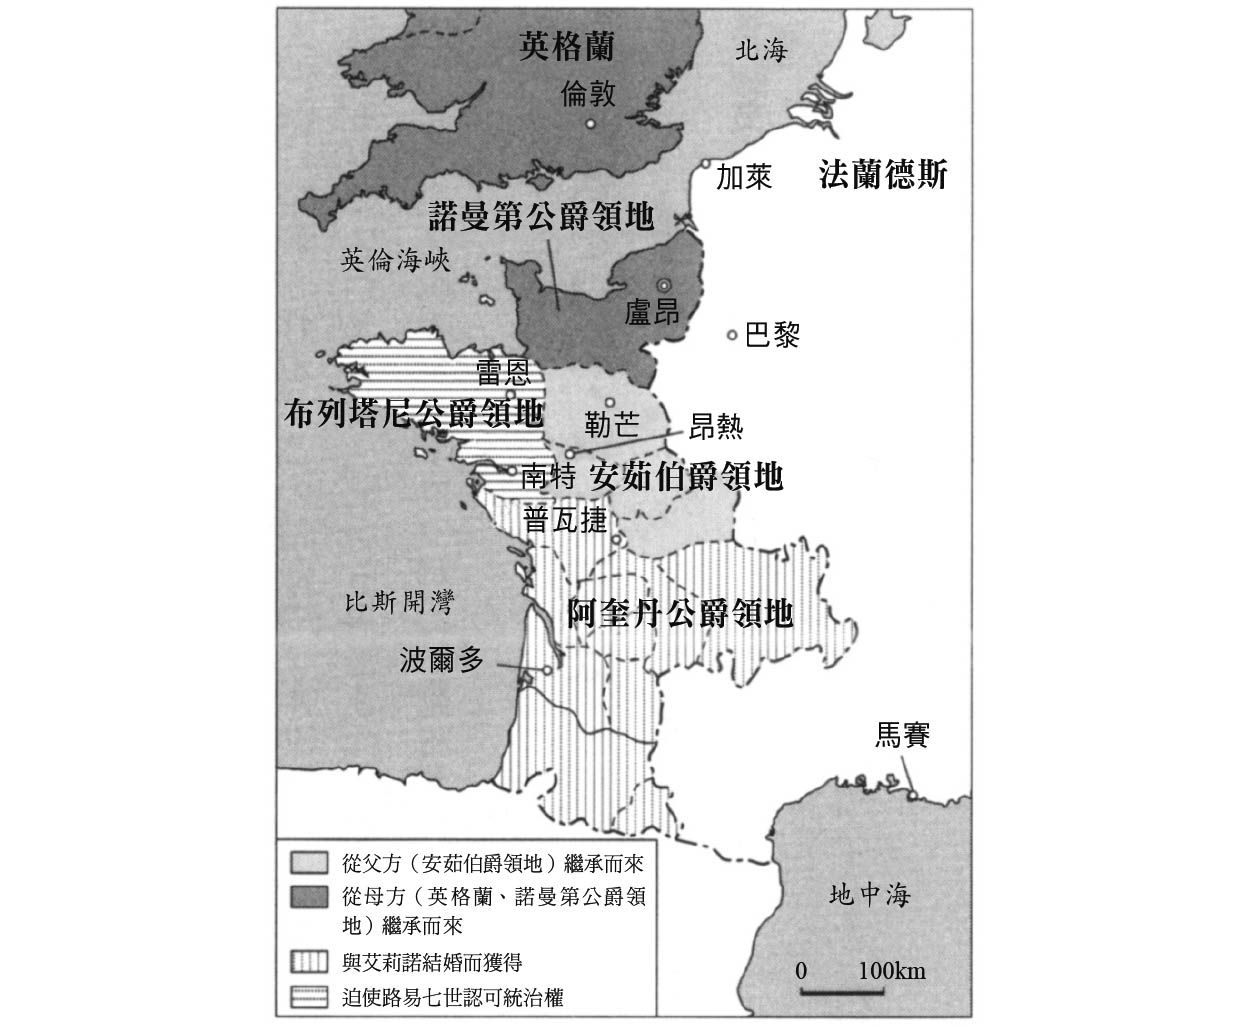 英格蘭
北海
倫敦
加萊
法蘭德斯
諾曼第公爵領地
英倫海峽
盧昂
巴黎
雷恩
布列塔尼公爵領地
勒芒
昂熱
南特
安茹伯爵領地
普瓦捷
比斯開灣
阿奎丹公爵領地
波爾多
馬賽
地中海
0 100km
從父方（安茹伯爵領地）繼承而來
從母方（英格蘭、諾曼第公爵領
地）繼承而來
與艾莉諾結婚而獲得
迫使路易七世認可統治權